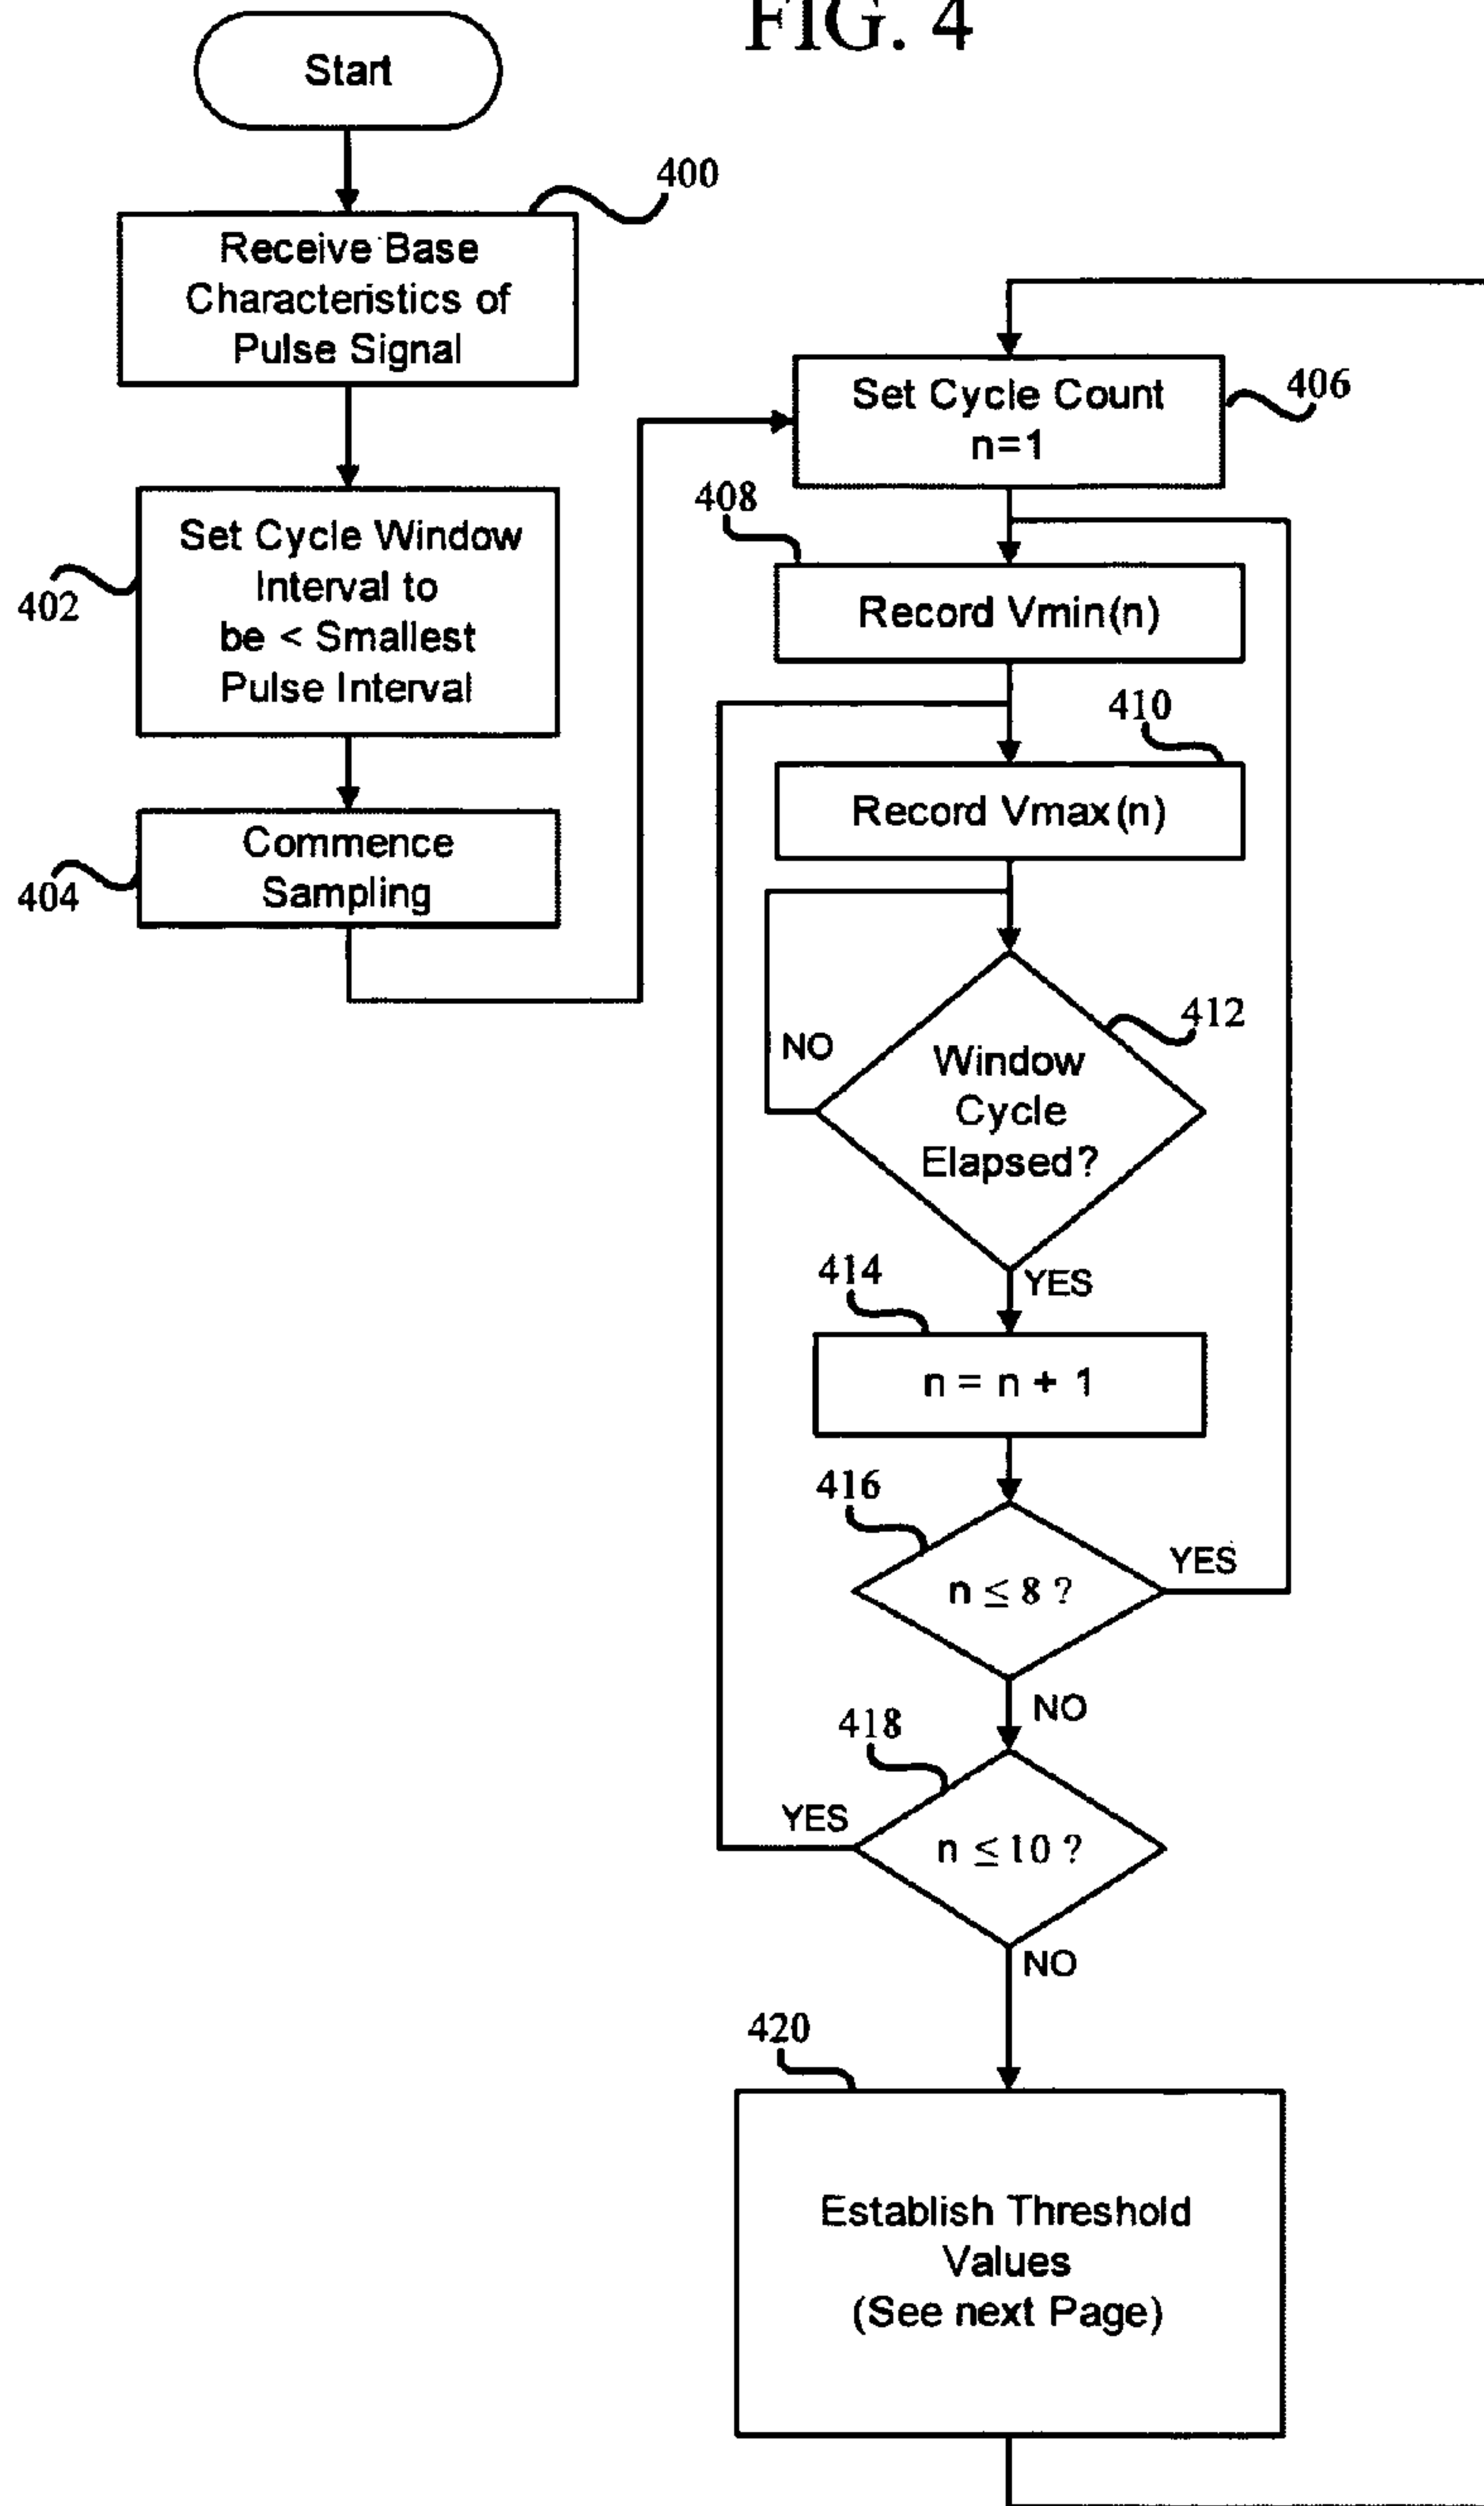 FIG. 4
Start
400
Receive Base
Characteristics of
Pulse Signal
402
Set Cycle Window
Interval to
be < Smallest
Pulse Interval
404
Commence
Sampling
406
Set Cycle Count
n=1
408
Record Vmin(n)
410
Record Vmax(n)
412
NO
Window
Cycle
Elapsed?
YES
414
n = n + 1
416
n ≤ 8 ?
YES
NO
418
YES
n ≤ 10 ?
NO
420
Establish Threshold
Values
(See next Page)